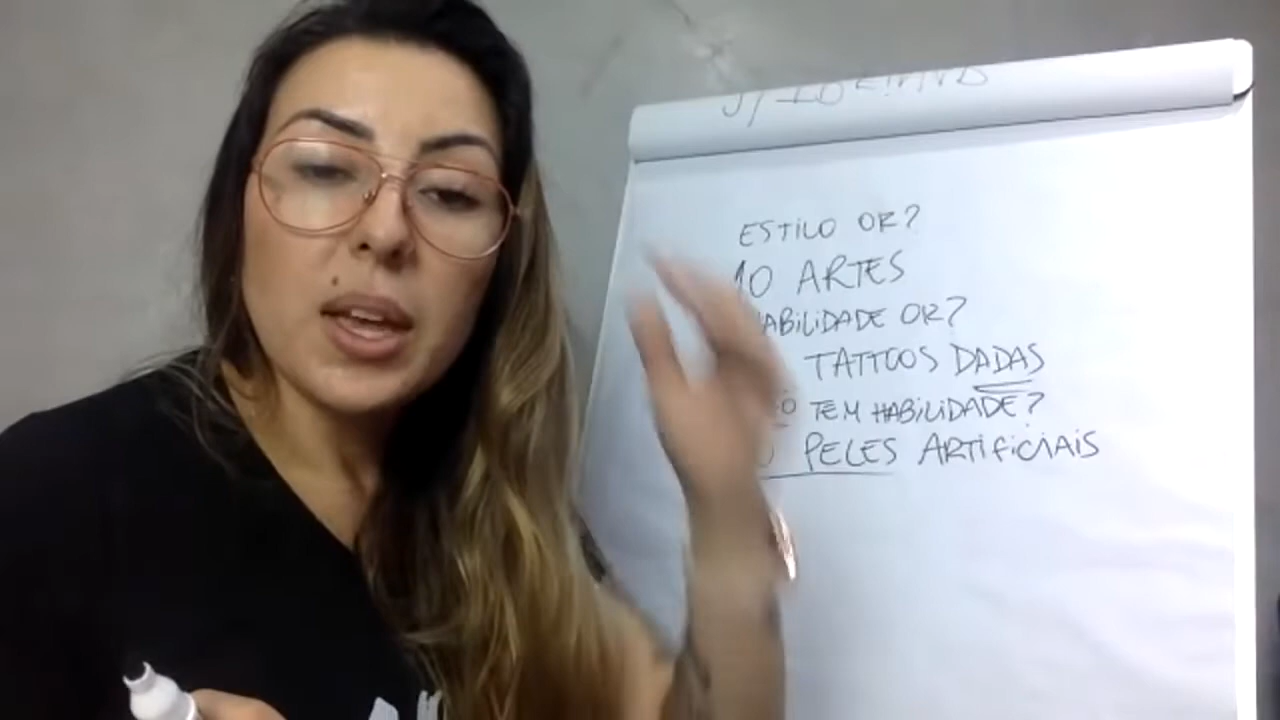 ESTILO OK?
10 ARTES
HABILIDADE OK?
TATTOOS DADAS
TEM HABILIDADE?
PELES ARTIFICIAIS